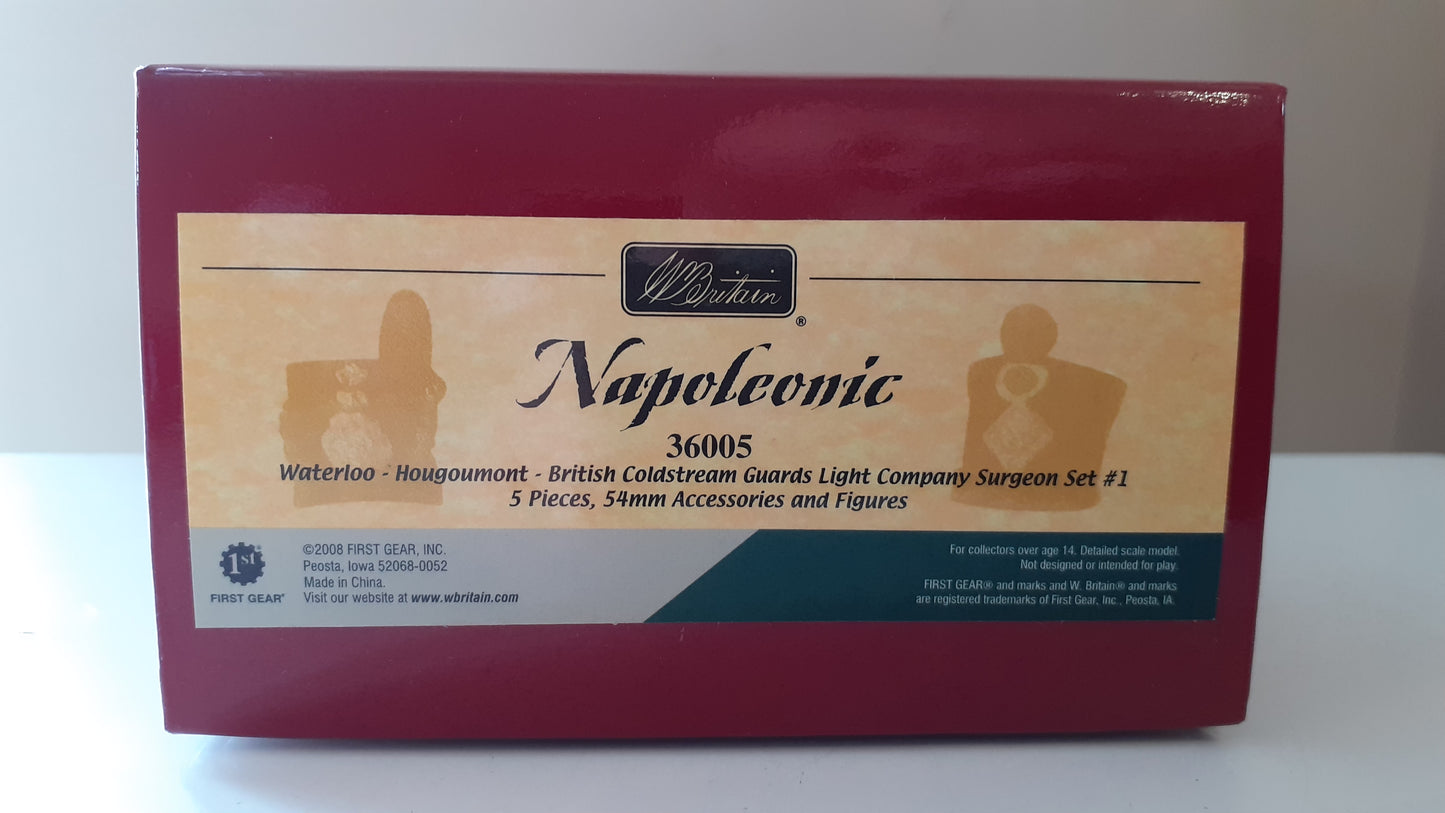 WBritain®
Napoleonic
36005
Waterloo - Hougoumont - British Coldstream Guards Light Company Surgeon Set #1
5 Pieces, 54mm Accessories and Figures
1st
FIRST GEAR®
©2008 FIRST GEAR, INC.
Peosta, Iowa 52068-0052
Made in China.
Visit our website at www.wbritain.com
For collectors over age 14. Detailed scale model.
Not designed or intended for play.
FIRST GEAR® and marks and W. Britain® and marks
are registered trademarks of First Gear, Inc., Peosta, IA.